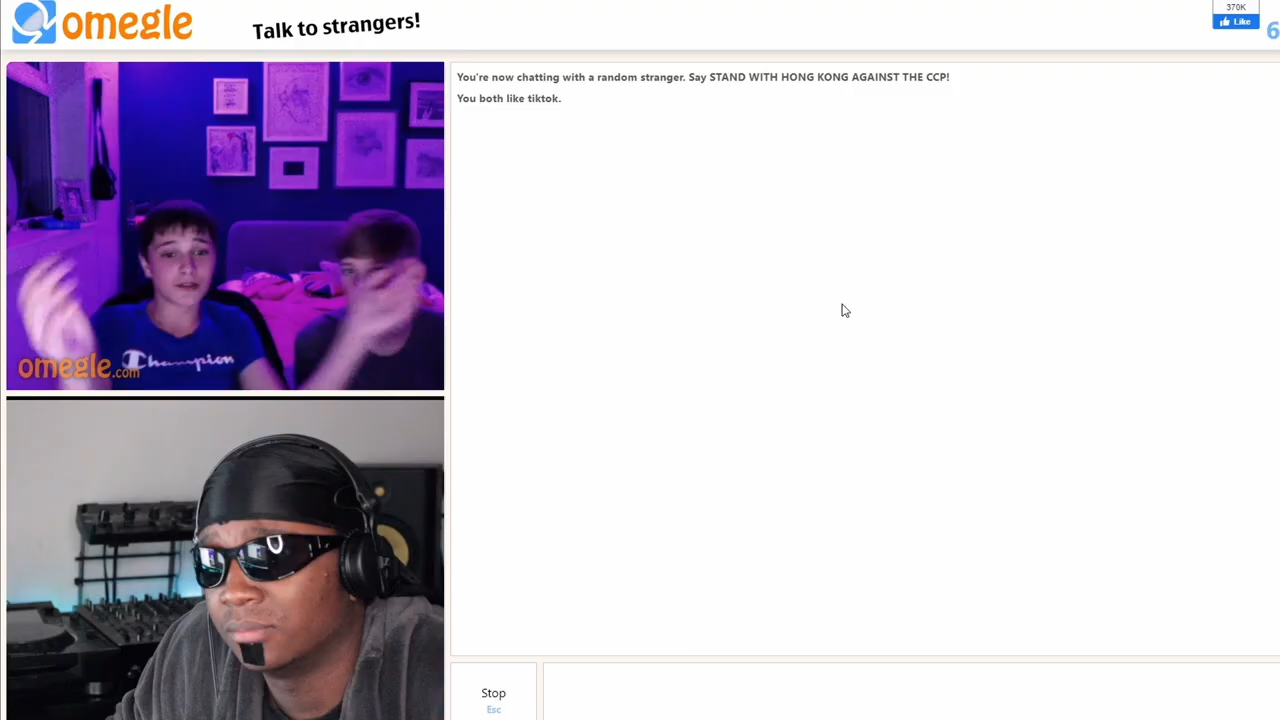 omegle
Talk to strangers!
370K
Like
6
You're now chatting with a random stranger. Say STAND WITH HONG KONG AGAINST THE CCP!
You both like tiktok.
Champion
omegle.com
Stop
Esc